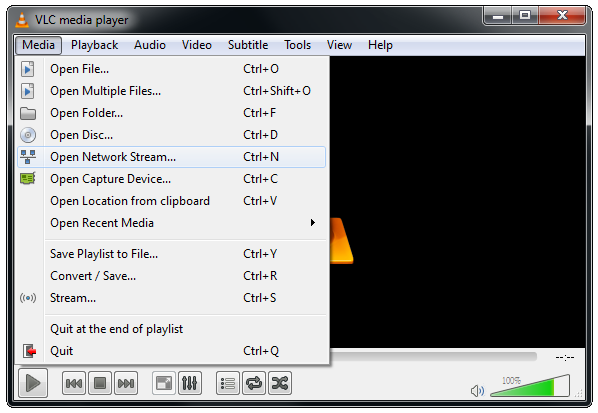 VLC media player
Media Playback Audio Video Subtitle Tools View Help
Open File... Ctrl+O
Open Multiple Files... Ctrl+Shift+O
Open Folder... Ctrl+F
Open Disc... Ctrl+D
Open Network Stream... Ctrl+N
Open Capture Device... Ctrl+C
Open Location from clipboard Ctrl+V
Open Recent Media
Save Playlist to File... Ctrl+Y
Convert / Save... Ctrl+R
Stream... Ctrl+S
Quit at the end of playlist
Quit Ctrl+Q
--:--
100%